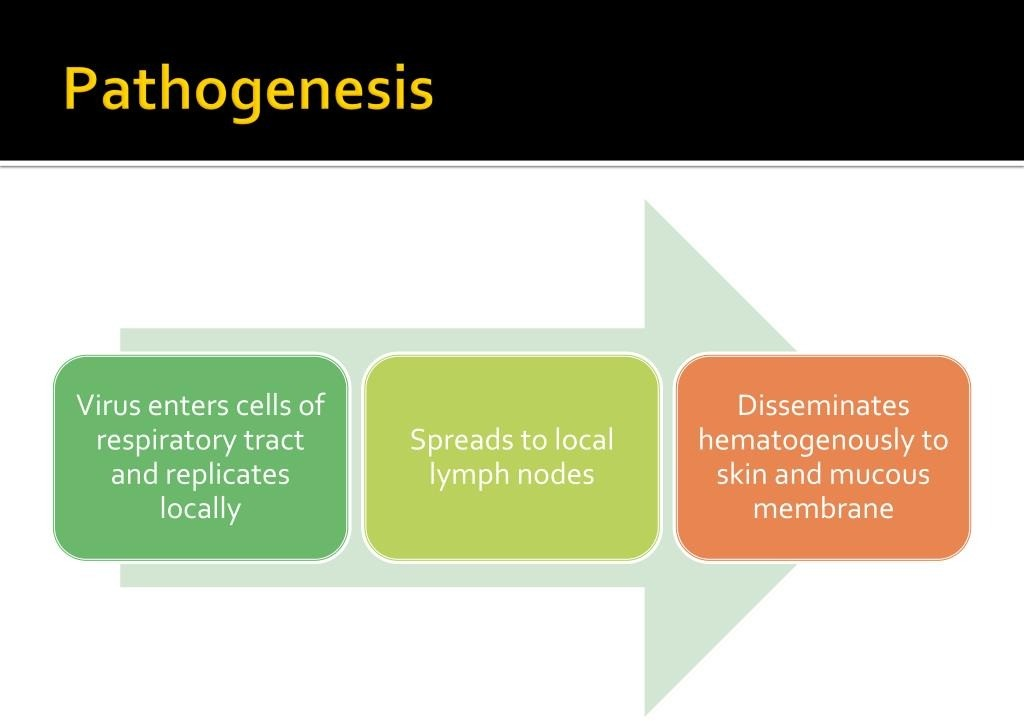 Pathogenesis
Virus enters cells of
respiratory tract
and replicates
locally
Spreads to local
lymph nodes
Disseminates
hematogenously to
skin and mucous
membrane